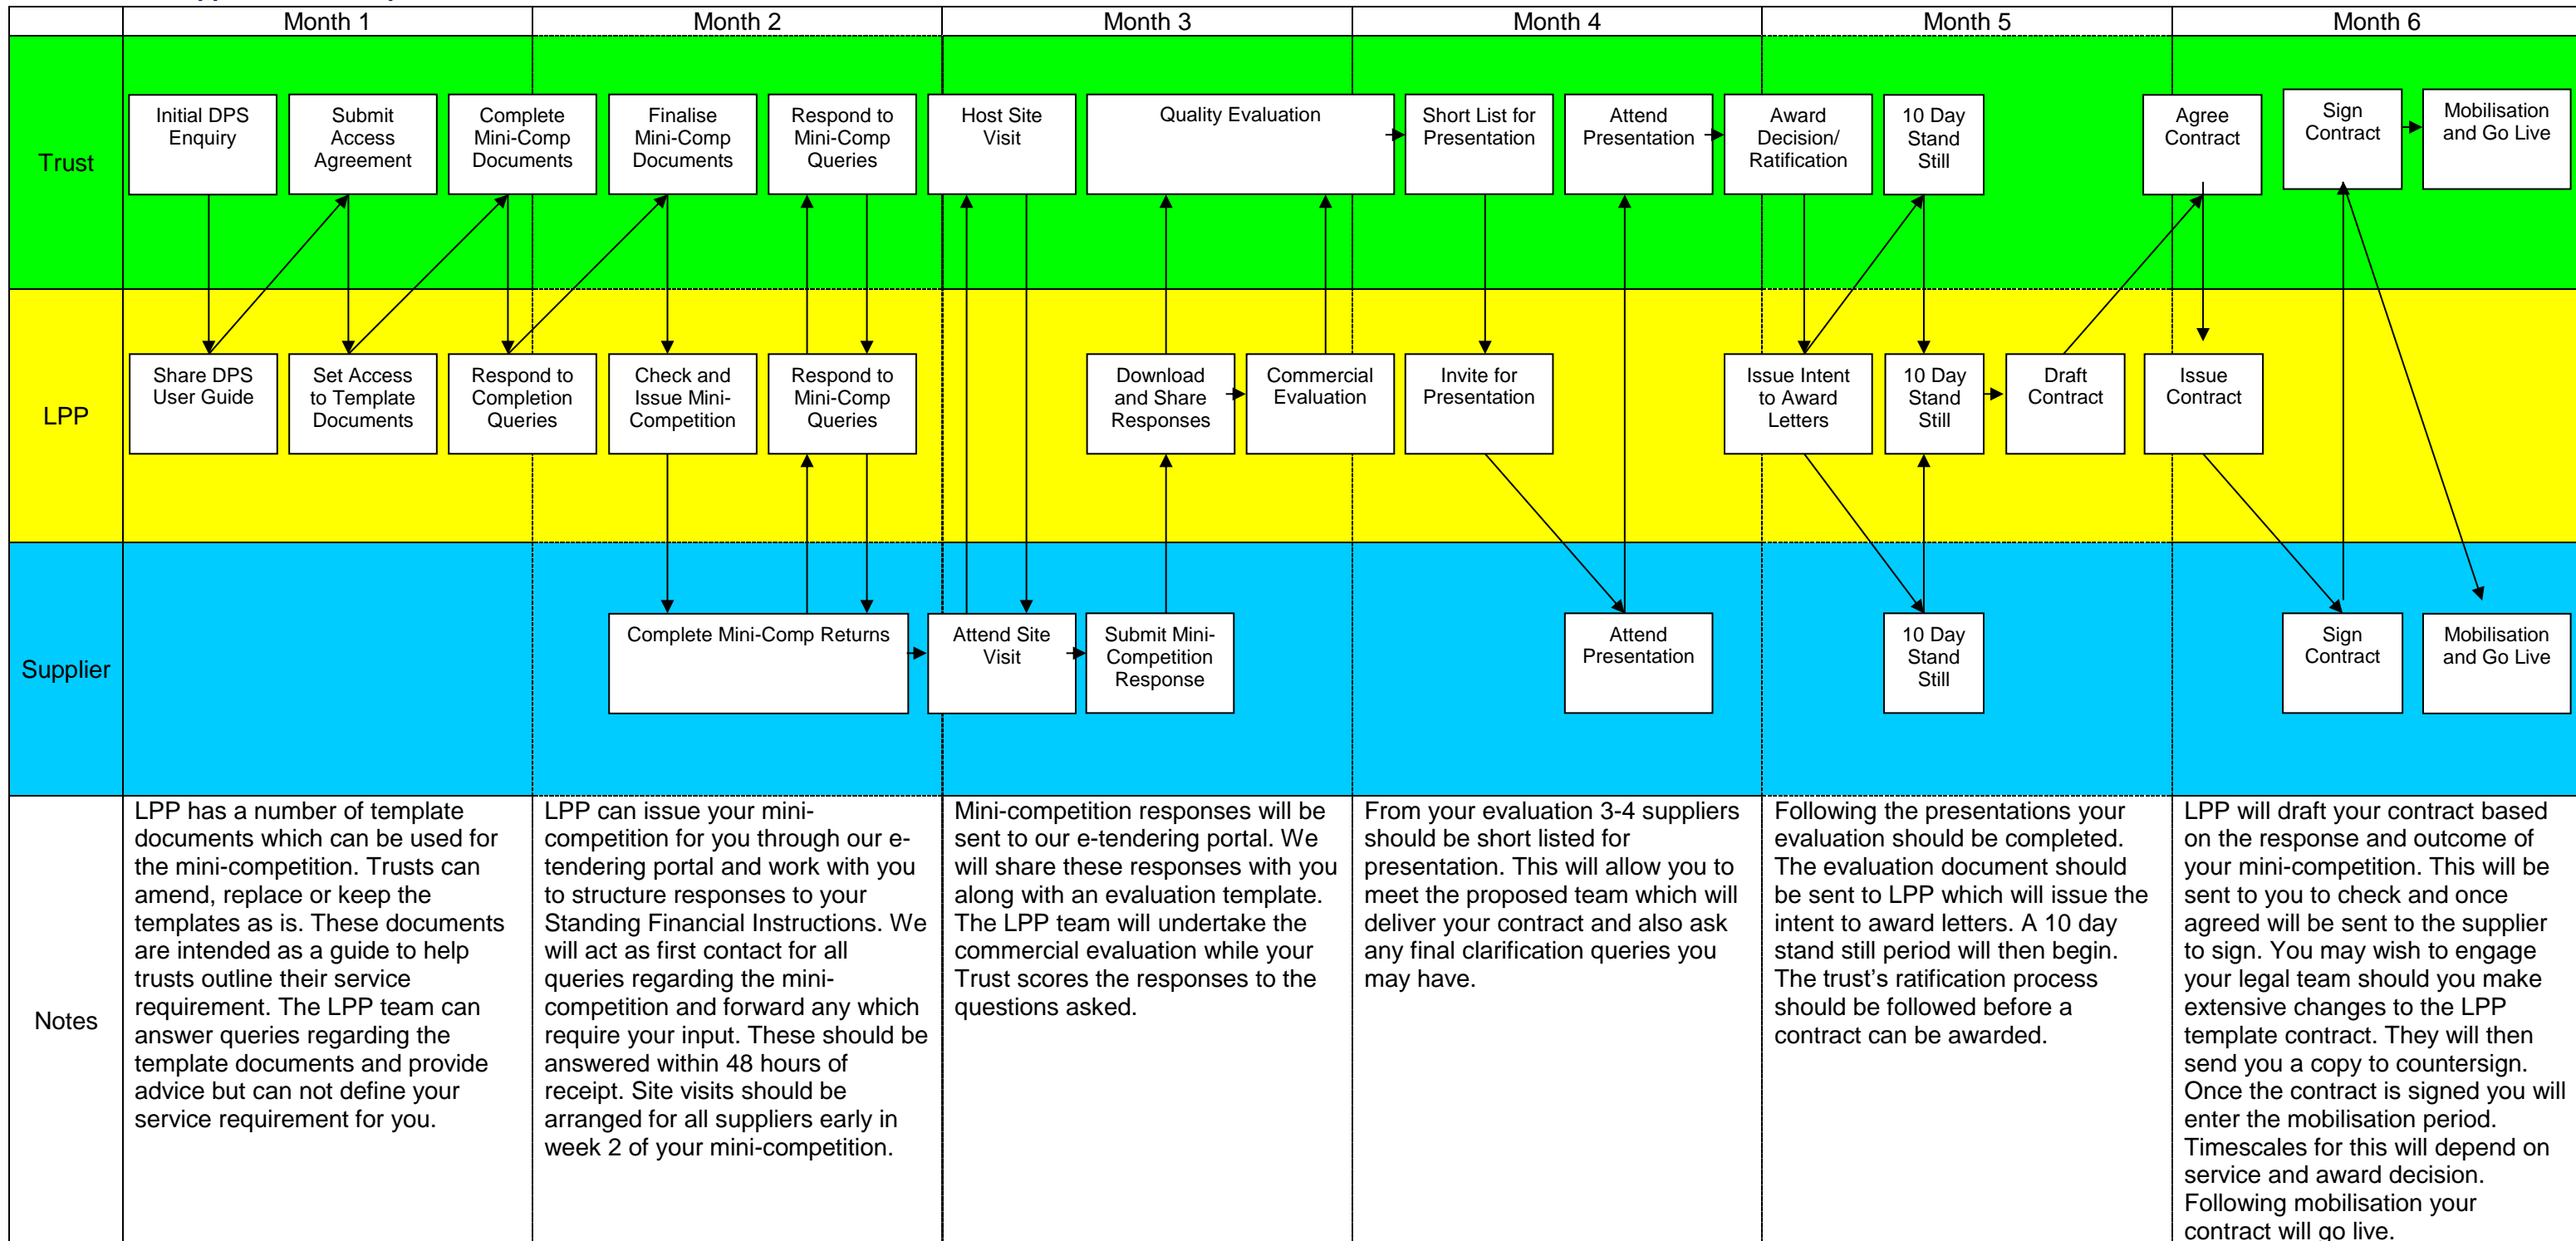 Month 1
Month 2
Month 3
Month 4
Month 5
Month 6
Trust
Initial DPS
Enquiry
Submit
Access
Agreement
Complete
Mini-Comp
Documents
Finalise
Mini-Comp
Documents
Respond to
Mini-Comp
Queries
Host Site
Visit
Quality Evaluation
Short List for
Presentation
Attend
Presentation
Award
Decision/
Ratification
10 Day
Stand
Still
Agree
Contract
Sign
Contract
Mobilisation
and Go Live
LPP
Share DPS
User Guide
Set Access
to Template
Documents
Respond to
Completion
Queries
Check and
Issue Mini-
Competition
Respond to
Mini-Comp
Queries
Download
and Share
Responses
Commercial
Evaluation
Invite for
Presentation
Issue Intent
to Award
Letters
10 Day
Stand
Still
Draft
Contract
Issue
Contract
Supplier
Complete Mini-Comp Returns
Attend Site
Visit
Submit Mini-
Competition
Response
Attend
Presentation
10 Day
Stand
Still
Sign
Contract
Mobilisation
and Go Live
Notes
LPP has a number of template
documents which can be used for
the mini-competition. Trusts can
amend, replace or keep the
templates as is. These documents
are intended as a guide to help
trusts outline their service
requirement. The LPP team can
answer queries regarding the
template documents and provide
advice but can not define your
service requirement for you.
LPP can issue your mini-
competition for you through our e-
tendering portal and work with you
to structure responses to your
Standing Financial Instructions. We
will act as first contact for all
queries regarding the mini-
competition and forward any which
require your input. These should be
answered within 48 hours of
receipt. Site visits should be
arranged for all suppliers early in
week 2 of your mini-competition.
Mini-competition responses will be
sent to our e-tendering portal. We
will share these responses with you
along with an evaluation template.
The LPP team will undertake the
commercial evaluation while your
Trust scores the responses to the
questions asked.
From your evaluation 3-4 suppliers
should be short listed for
presentation. This will allow you to
meet the proposed team which will
deliver your contract and also ask
any final clarification queries you
may have.
Following the presentations your
evaluation should be completed.
The evaluation document should
be sent to LPP which will issue the
intent to award letters. A 10 day
stand still period will then begin.
The trust's ratification process
should be followed before a
contract can be awarded.
LPP will draft your contract based
on the response and outcome of
your mini-competition. This will be
sent to you to check and once
agreed will be sent to the supplier
to sign. You may wish to engage
your legal team should you make
extensive changes to the LPP
template contract. They will then
send you a copy to countersign.
Once the contract is signed you will
enter the mobilisation period.
Timescales for this will depend on
service and award decision.
Following mobilisation your
contract will go live.